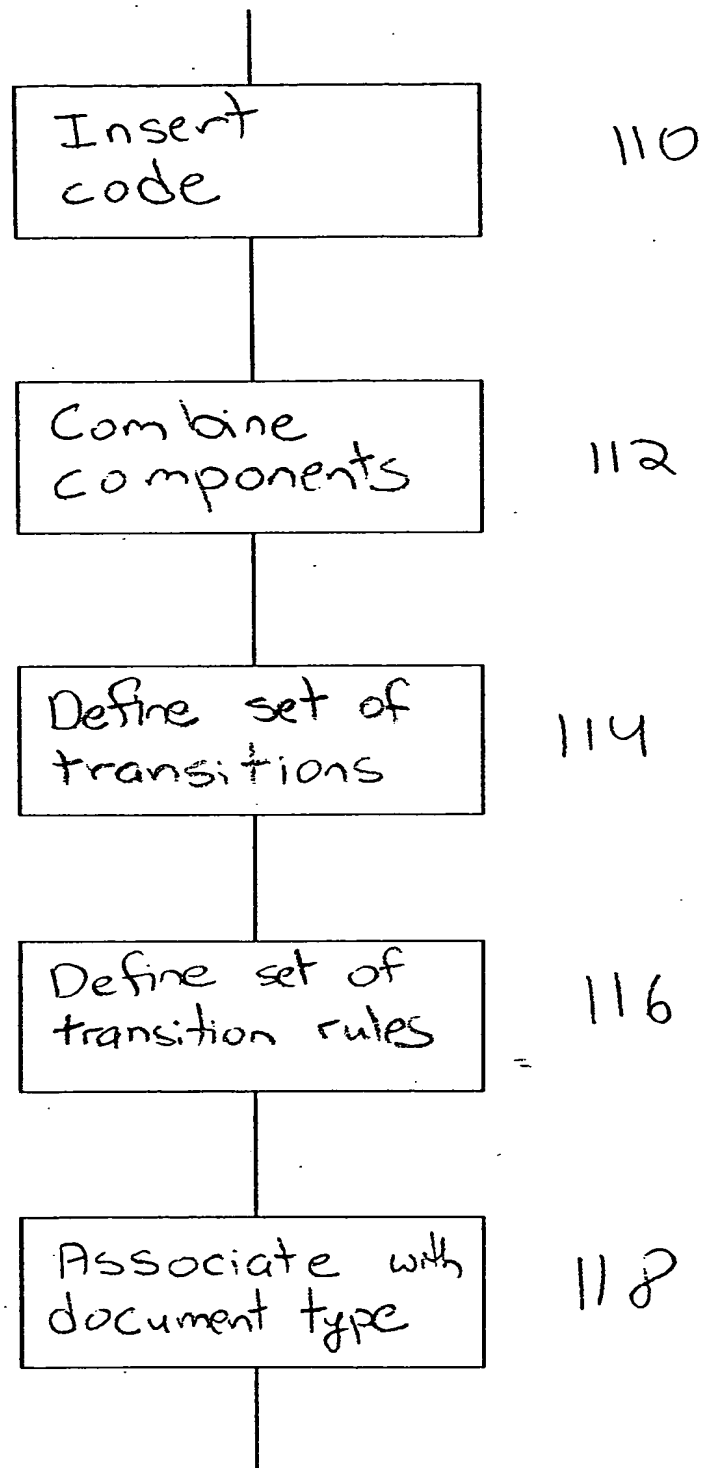 Insert
code
110
Combine
components
112
Define set of
transitions
114
Define set of
transition rules
116
Associate with
document type
118